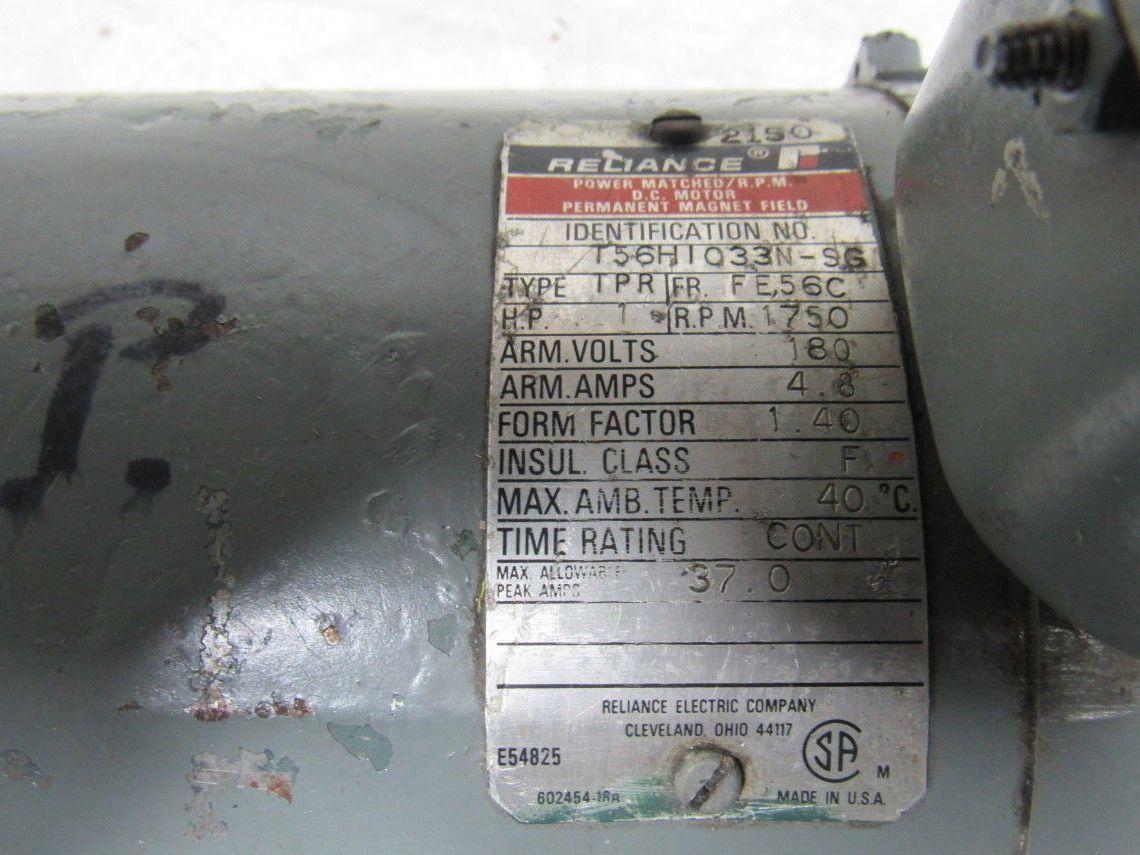 2150
RELIANCE®
POWER MATCHED/R.P.M.
D.C. MOTOR
PERMANENT MAGNET FIELD
IDENTIFICATION NO.
T56H1033N-SG
TYPE TPR FR. FE56C
H.P. 1 R.P.M. 1750
ARM.VOLTS 180
ARM.AMPS 4.8
FORM FACTOR 1.40
INSUL. CLASS F
MAX. AMB. TEMP. 40 °C.
TIME RATING CONT
MAX. ALLOWABLE
PEAK AMPS 37.0
RELIANCE ELECTRIC COMPANY
CLEVELAND, OHIO 44117
E54825
SA M
602454-18A
MADE IN U.S.A.